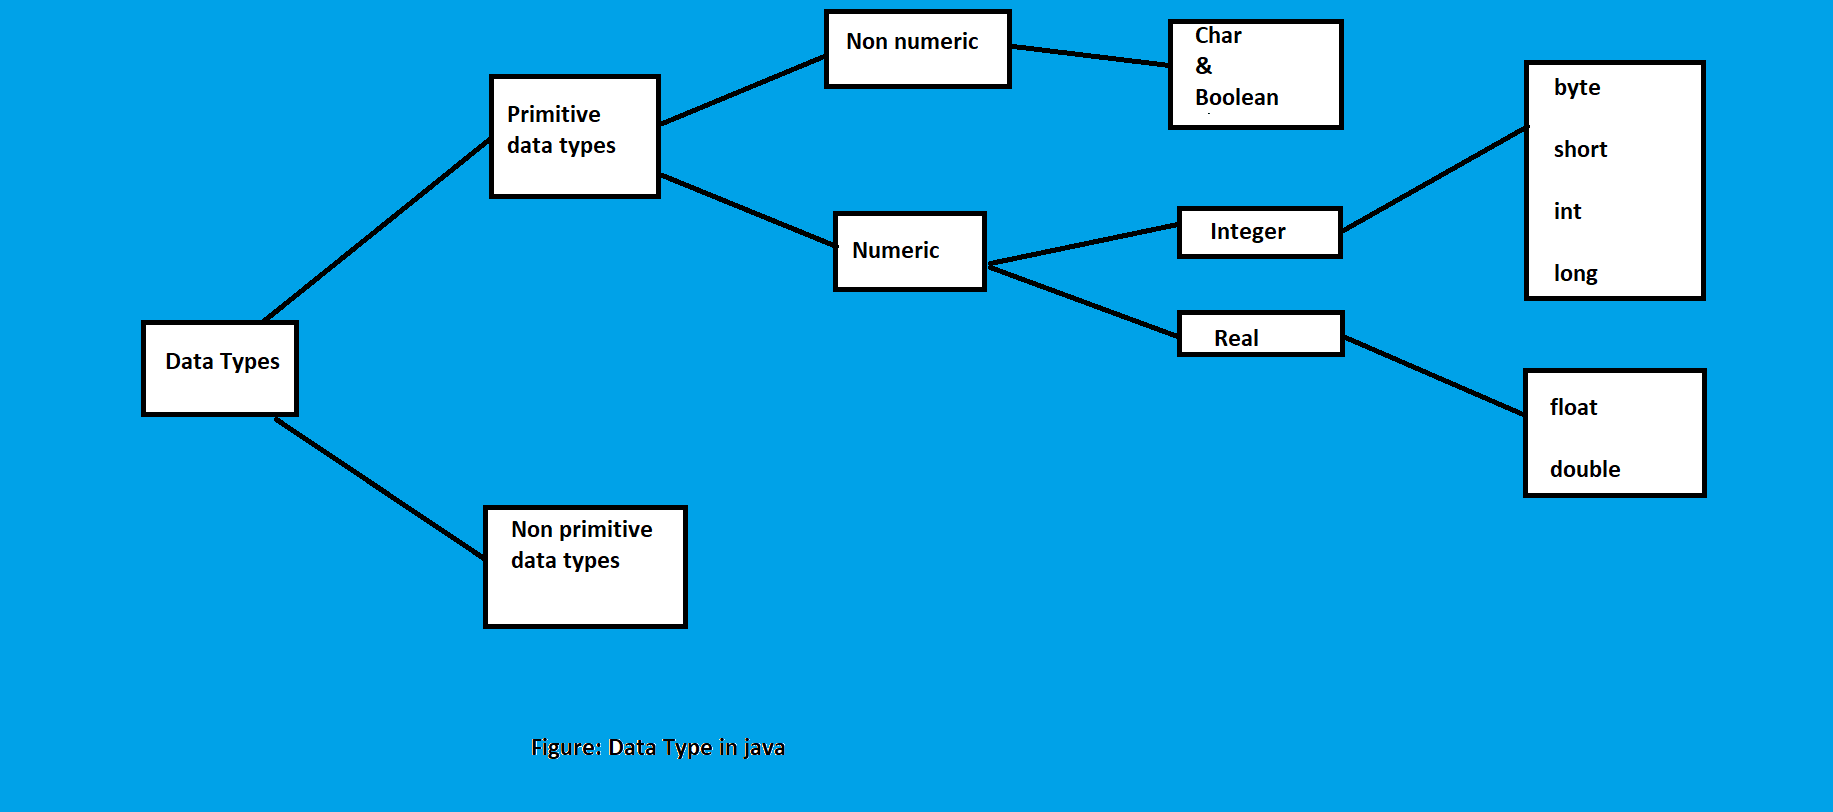 Non numeric
Char
&
Boolean
byte
short
int
long
Primitive
data types
Numeric
Integer
Real
Data Types
float
double
Non primitive
data types
Figure: Data Type in java